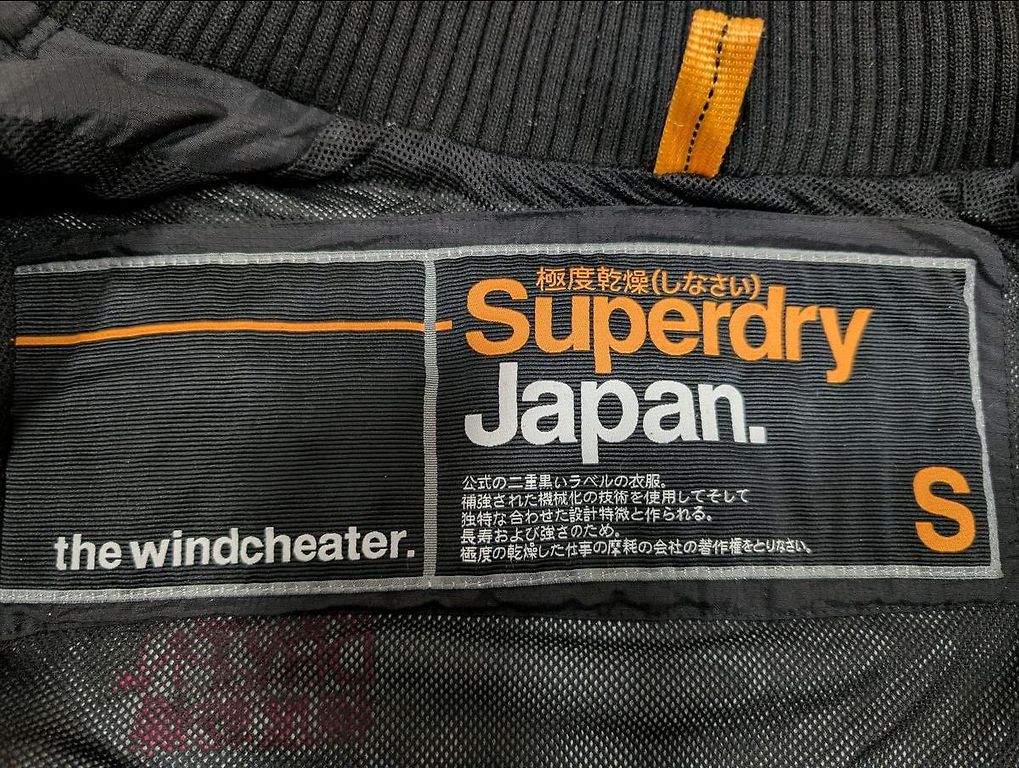 極度乾燥(しなさい)
Superdry
Japan.
公式の二重黒いラベルの衣服。
補強された機械化の技術を使用してそして
独特な合わせた設計特徴と作られる。
長寿および強さのため。
極度の乾燥した仕事の摩耗の会社の著作権をとりなさい。
S
the windcheater.